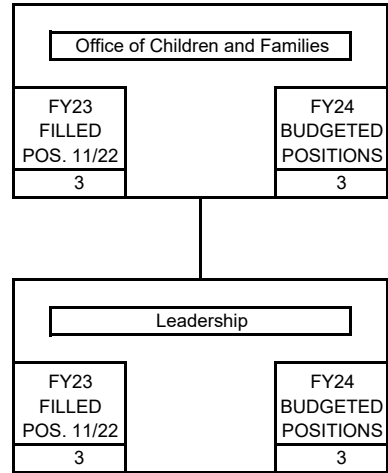 Office of Children and Families
FY23
FILLED
POS. 11/22
3
FY24
BUDGETED
POSITIONS
3
Leadership
FY23
FILLED
POS. 11/22
3
FY24
BUDGETED
POSITIONS
3